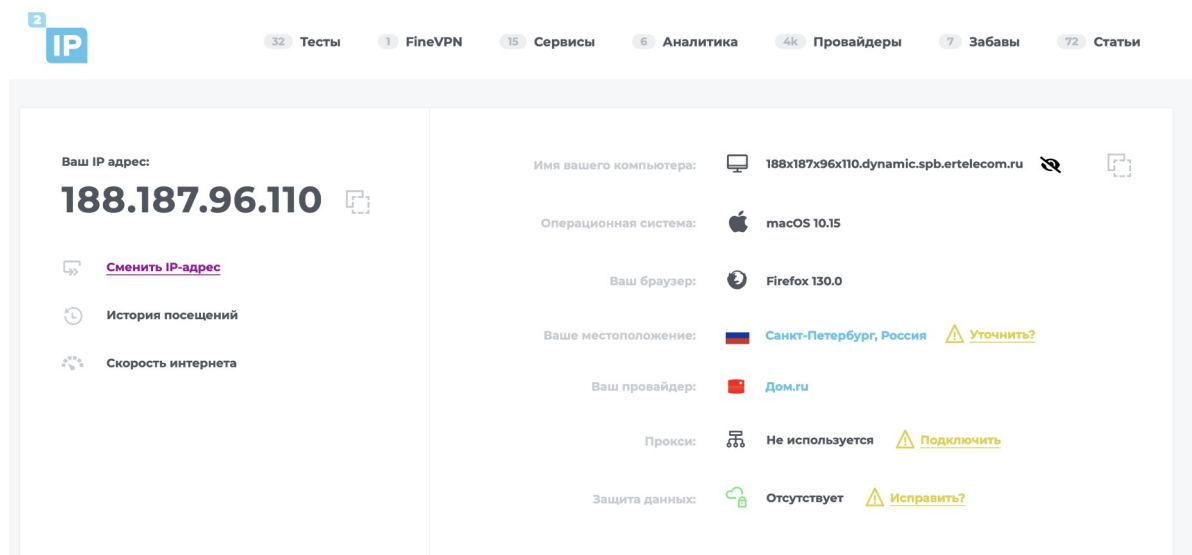 2
IP
32 Тесты
1 FineVPN
15 Сервисы
6 Аналитика
4k Провайдеры
7 Забавы
72 Статьи
Ваш IP адрес:
188.187.96.110
Сменить IP-адрес
История посещений
Скорость интернета
Имя вашего компьютера: 188x187x96x110.dynamic.spb.ertelecom.ru
Операционная система: macOS 10.15
Ваш браузер: Firefox 130.0
Ваше местоположение: Санкт-Петербург, Россия Уточнить?
Ваш провайдер: Дом.ru
Прокси: Не используется Подключить
Защита данных: Отсутствует Исправить?